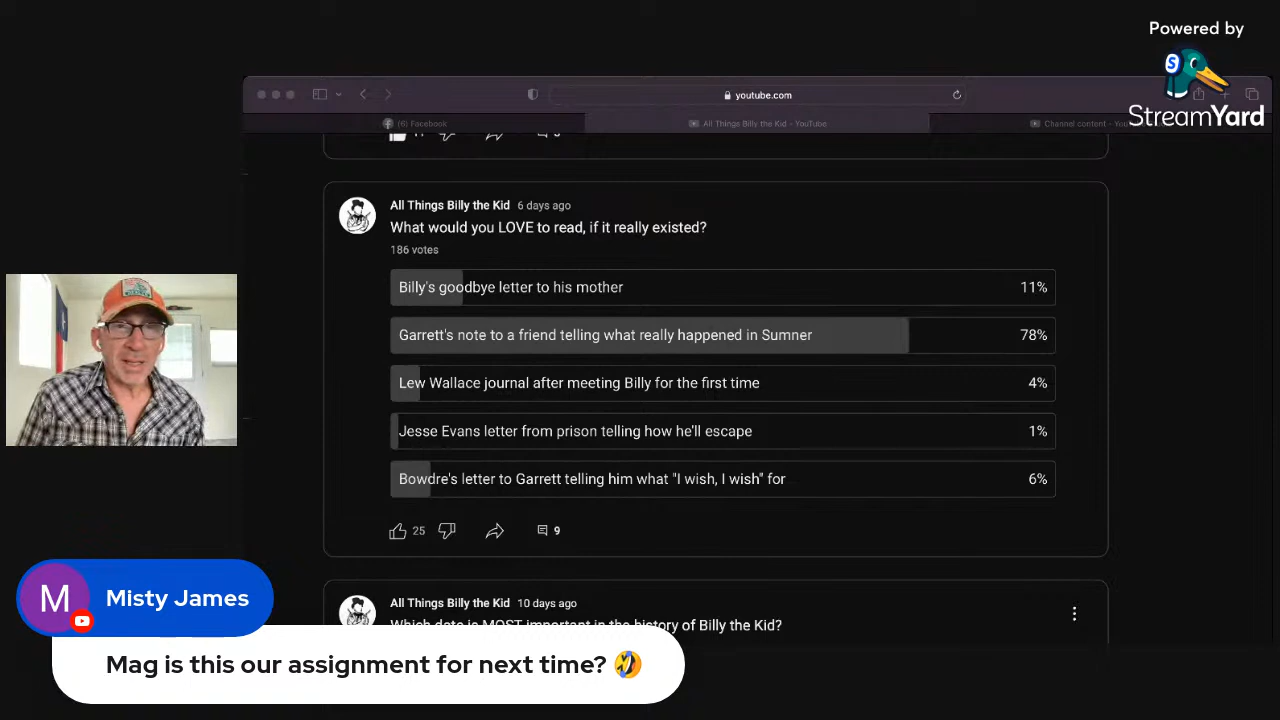 Powered by
StreamYard
youtube.com
(6) Facebook
All Things Billy the Kid - YouTube
Channel content - You
All Things Billy the Kid 6 days ago
What would you LOVE to read, if it really existed?
186 votes
Billy's goodbye letter to his mother 11%
Garrett's note to a friend telling what really happened in Sumner 78%
Lew Wallace journal after meeting Billy for the first time 4%
Jesse Evans letter from prison telling how he'll escape 1%
Bowdre's letter to Garrett telling him what "I wish, I wish" for 6%
25 9
All Things Billy the Kid 10 days ago
Which date is MOST important in the history of Billy the Kid?
M Misty James
Mag is this our assignment for next time? 🤣